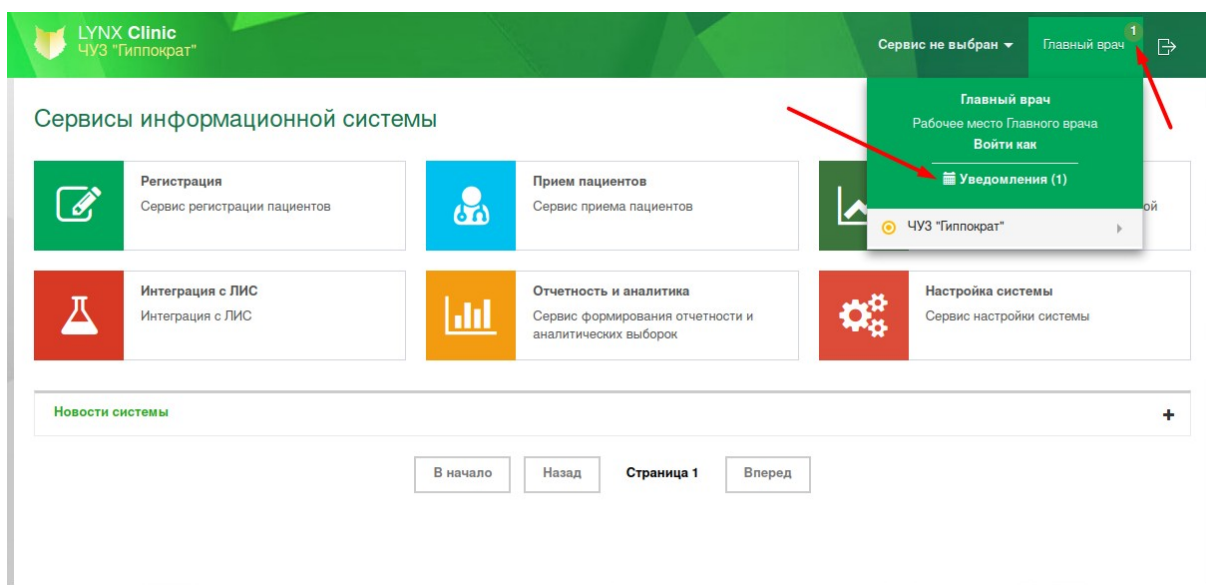 LYNX Clinic
ЧУЗ "Гиппократ"
Сервис не выбран
Главный врач
1
Главный врач
Рабочее место Главного врача
Войти как
Уведомления (1)
ЧУЗ "Гиппократ"
Сервисы информационной системы
Регистрация
Сервис регистрации пациентов
Прием пациентов
Сервис приема пациентов
ой
Интеграция с ЛИС
Интеграция с ЛИС
Отчетность и аналитика
Сервис формирования отчетности и
аналитических выборок
Настройка системы
Сервис настройки системы
Новости системы
В начало
Назад
Страница 1
Вперед